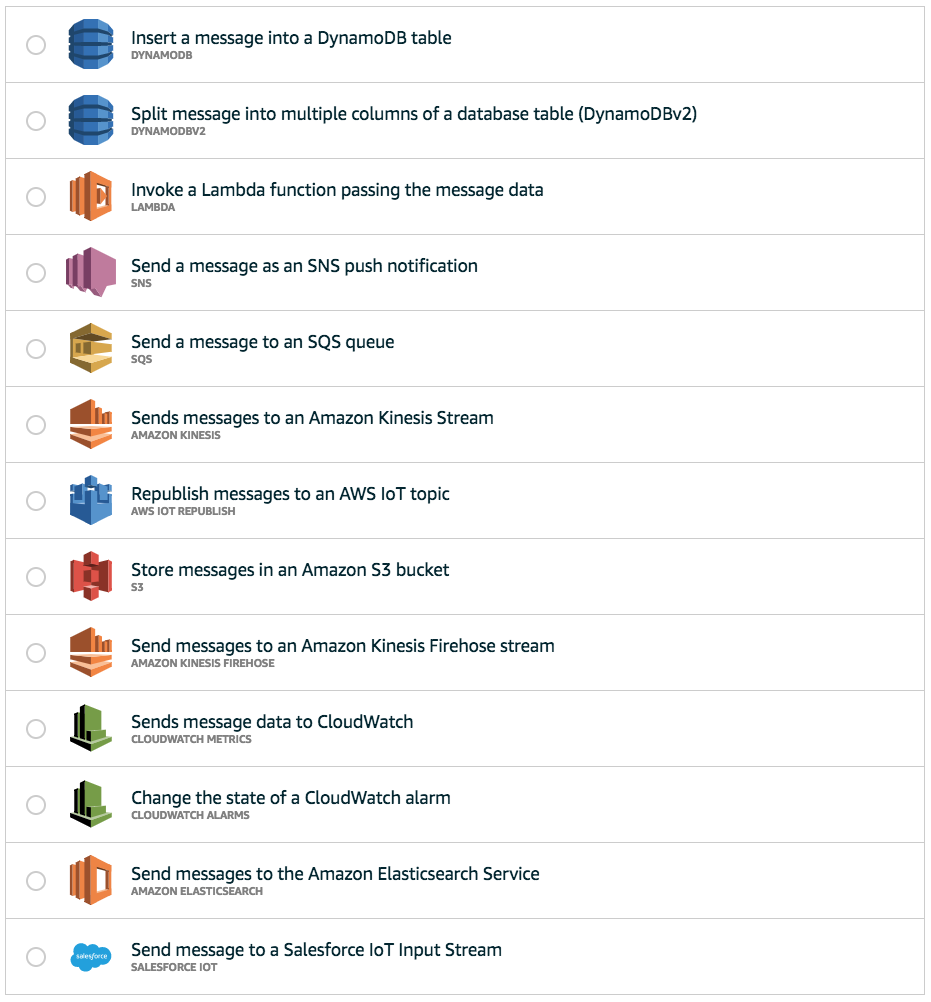 Insert a message into a DynamoDB table
DYNAMODB
Split message into multiple columns of a database table (DynamoDBv2)
DYNAMODBV2
Invoke a Lambda function passing the message data
LAMBDA
Send a message as an SNS push notification
SNS
Send a message to an SQS queue
SQS
Sends messages to an Amazon Kinesis Stream
AMAZON KINESIS
Republish messages to an AWS IoT topic
AWS IOT REPUBLISH
Store messages in an Amazon S3 bucket
S3
Send messages to an Amazon Kinesis Firehose stream
AMAZON KINESIS FIREHOSE
Sends message data to CloudWatch
CLOUDWATCH METRICS
Change the state of a CloudWatch alarm
CLOUDWATCH ALARMS
Send messages to the Amazon Elasticsearch Service
AMAZON ELASTICSEARCH
salesforce
Send message to a Salesforce IoT Input Stream
SALESFORCE IOT